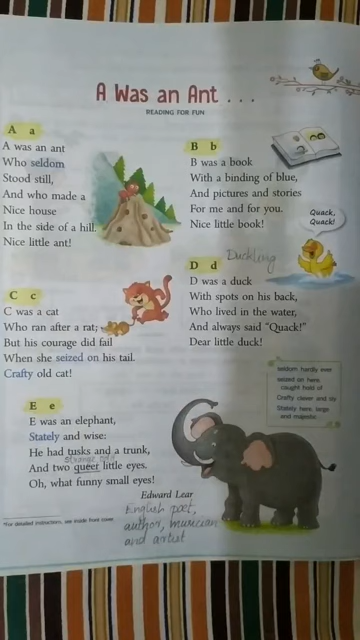 A Was an Ant . . .
READING FOR FUN
A a
A was an ant
Who seldom
Stood still,
And who made a
Nice house
In the side of a hill.
Nice little ant!
B b
B was a book
With a binding of blue,
And pictures and stories
For me and for you.
Nice little book!
Quack,
Quack!
C c
C was a cat
Who ran after a rat;
But his courage did fail
When she seized on his tail.
Crafty old cat!
Duckling
D d
D was a duck
With spots on his back,
Who lived in the water,
And always said "Quack!"
Dear little duck!
seldom hardly ever
seized on here,
caught hold of
Crafty clever and sly
Stately here, large
and majestic
E e
E was an elephant,
Stately and wise:
He had tusks and a trunk,
strange
And two queer little eyes.
Oh, what funny small eyes!
Edward Lear
English poet,
author, musician
and artist
*For detailed instructions, see inside front cover.